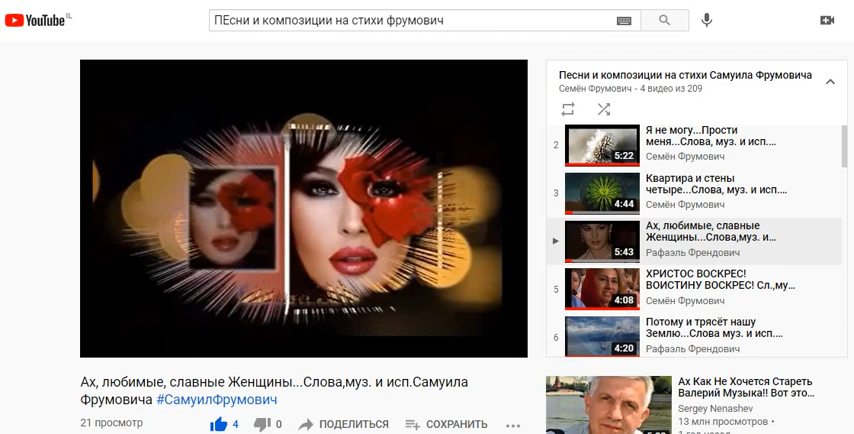 YouTube IL
ПЕсни и композиции на стихи фрумович
Песни и композиции на стихи Самуила Фрумовича
Семён Фрумович - 4 видео из 209
2
5:22
Я не могу...Прости
меня...Слова, муз. и исп....
Семён Фрумович
3
4:44
Квартира и стены
четыре...Слова, муз. и исп....
Семён Фрумович
5:43
Ах, любимые, славные
Женщины...Слова,муз. и...
Рафаэль Френдович
5
4:08
ХРИСТОС ВОСКРЕС!
ВОИСТИНУ ВОСКРЕС! Сл.,му...
Семён Фрумович
6
4:20
Потому и трясёт нашу
Землю...Слова муз. и исп....
Рафаэль Френдович
Ах, любимые, славные Женщины...Слова,муз. и исп.Самуила
Фрумовича #СамуилФрумович
21 просмотр
4
0
ПОДЕЛИТЬСЯ
СОХРАНИТЬ
Ах Как Не Хочется Стареть
Валерий Музыка!! Вот это...
Sergey Nenashev
13 млн просмотров •